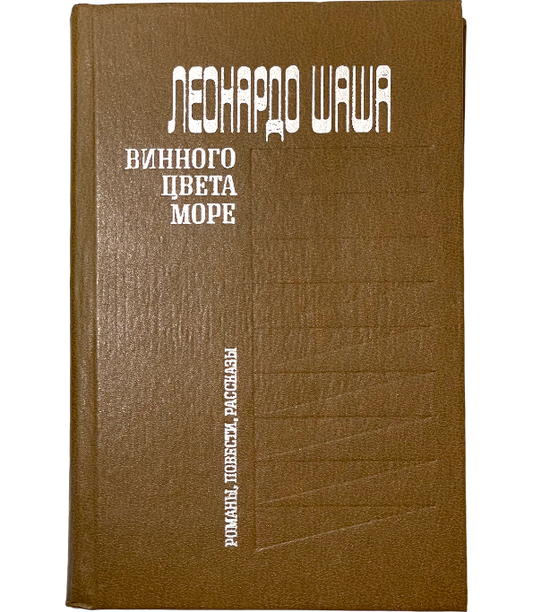 ЛЕОНАРДО ШАША
ВИННОГО
ЦВЕТА
МОРЕ
РОМАНЫ, ПОВЕСТИ, РАССКАЗЫ